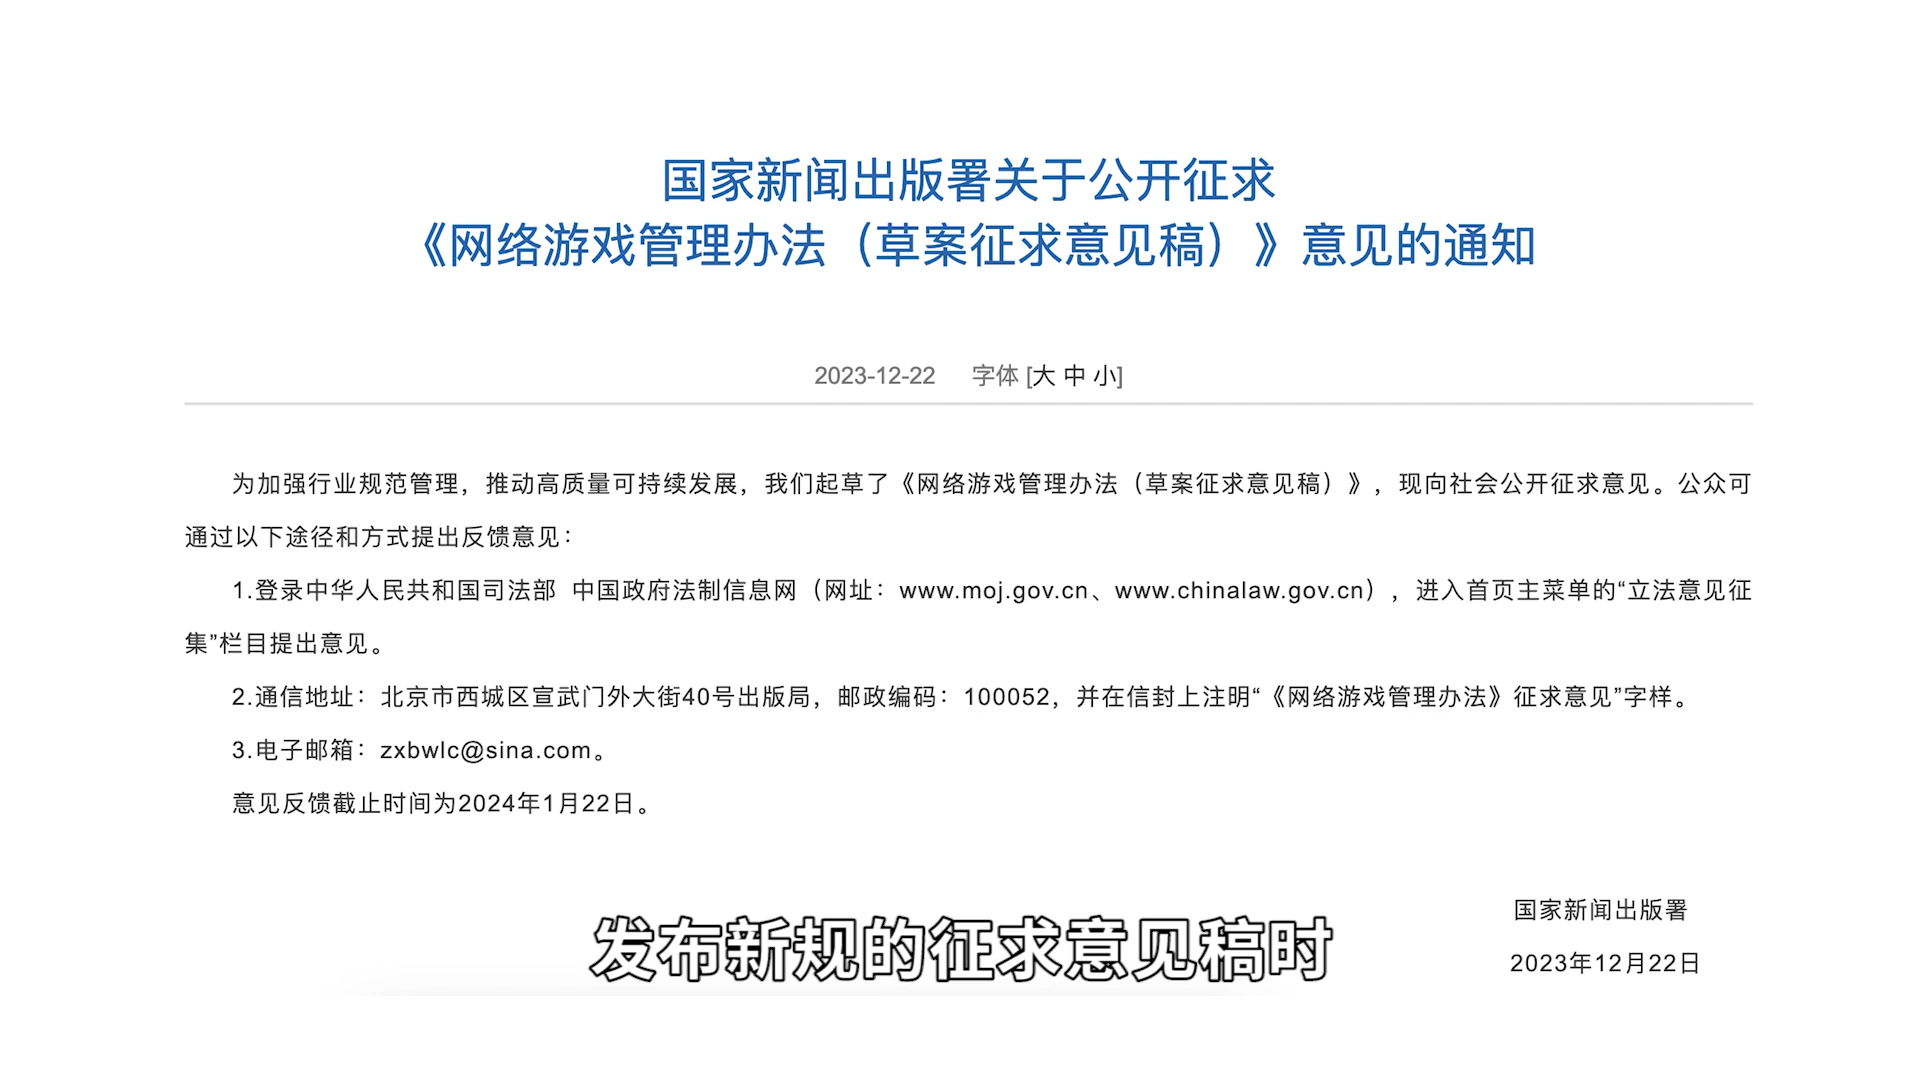 国家新闻出版署关于公开征求
《网络游戏管理办法（草案征求意见稿）》意见的通知
2023-12-22 字体 [大 中 小]
为加强行业规范管理，推动高质量可持续发展，我们起草了《网络游戏管理办法（草案征求意见稿）》，现向社会公开征求意见。公众可
通过以下途径和方式提出反馈意见：
1.登录中华人民共和国司法部 中国政府法制信息网（网址：www.moj.gov.cn、www.chinalaw.gov.cn），进入首页主菜单的“立法意见征
集”栏目提出意见。
2.通信地址：北京市西城区宣武门外大街40号出版局，邮政编码：100052，并在信封上注明“《网络游戏管理办法》征求意见”字样。
3.电子邮箱：zxbwlc@sina.com。
意见反馈截止时间为2024年1月22日。
国家新闻出版署
2023年12月22日
发布新规的征求意见稿时